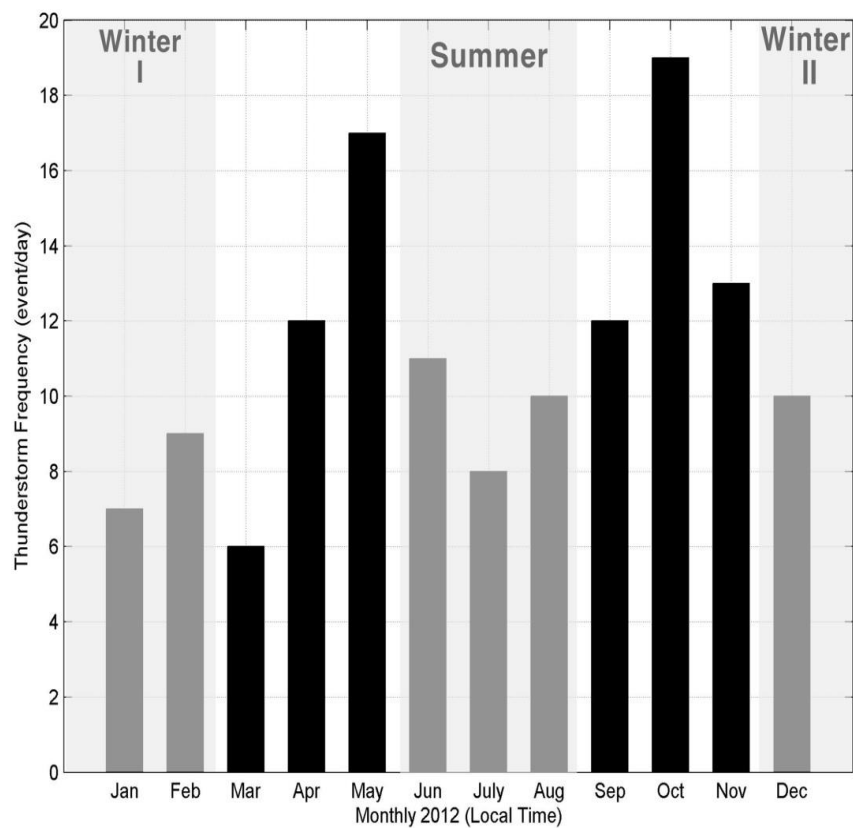 Winter
I
Summer
Winter
II
20
18
16
14
12
10
8
6
4
2
0
Thunderstorm Frequency (event/day)
Jan Feb Mar Apr May Jun July Aug Sep Oct Nov Dec
Monthly 2012 (Local Time)